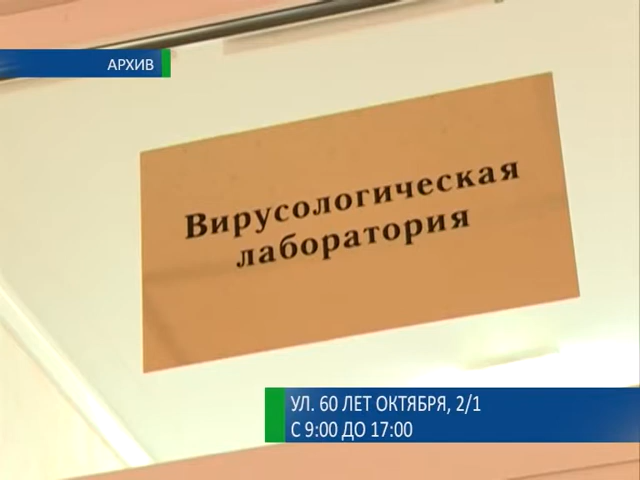 АРХИВ
Вирусологическая
лаборатория
УЛ. 60 ЛЕТ ОКТЯБРЯ, 2/1
С 9:00 ДО 17:00